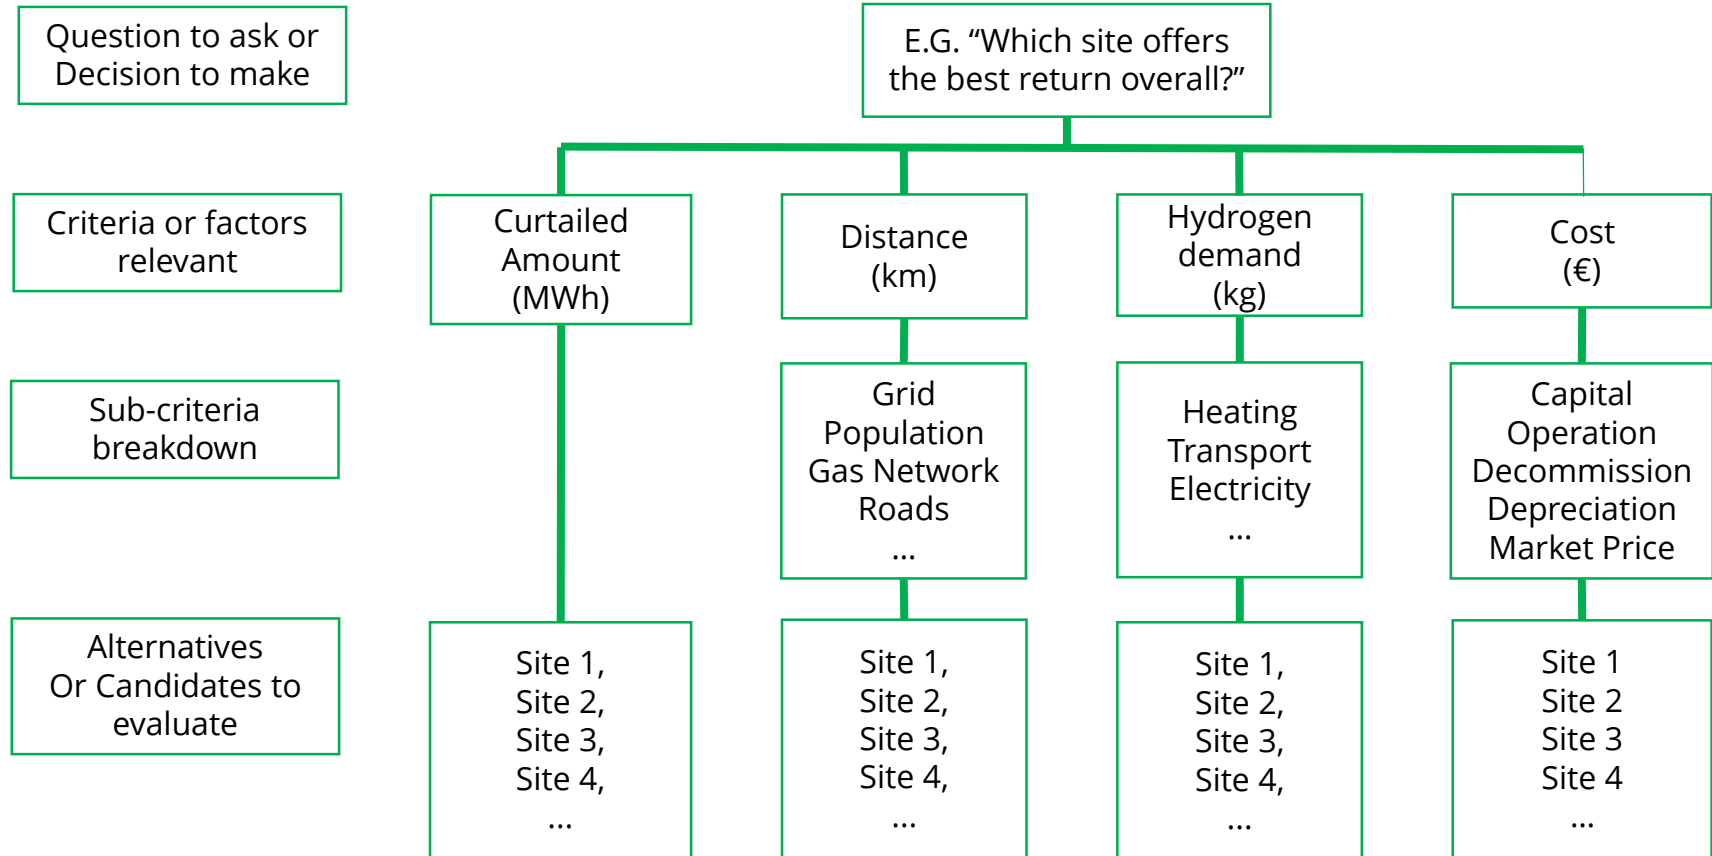 Question to ask or
Decision to make
E.G. “Which site offers
the best return overall?”
Criteria or factors
relevant
Curtailed
Amount
(MWh)
Distance
(km)
Hydrogen
demand
(kg)
Cost
(€)
Sub-criteria
breakdown
Grid
Population
Gas Network
Roads
...
Heating
Transport
Electricity
...
Capital
Operation
Decommission
Depreciation
Market Price
Alternatives
Or Candidates to
evaluate
Site 1,
Site 2,
Site 3,
Site 4,
...
Site 1,
Site 2,
Site 3,
Site 4,
...
Site 1,
Site 2,
Site 3,
Site 4,
...
Site 1
Site 2
Site 3
Site 4
...